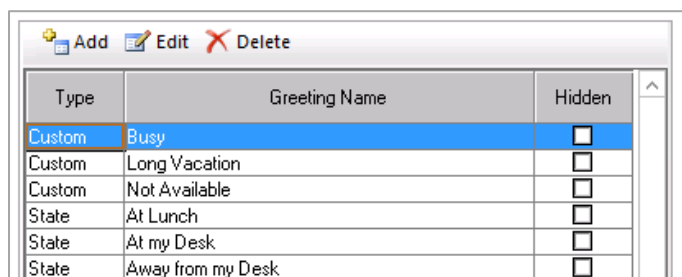 Add Edit Delete
Type Greeting Name Hidden
Custom Busy
Custom Long Vacation
Custom Not Available
State At Lunch
State At my Desk
State Away from my Desk